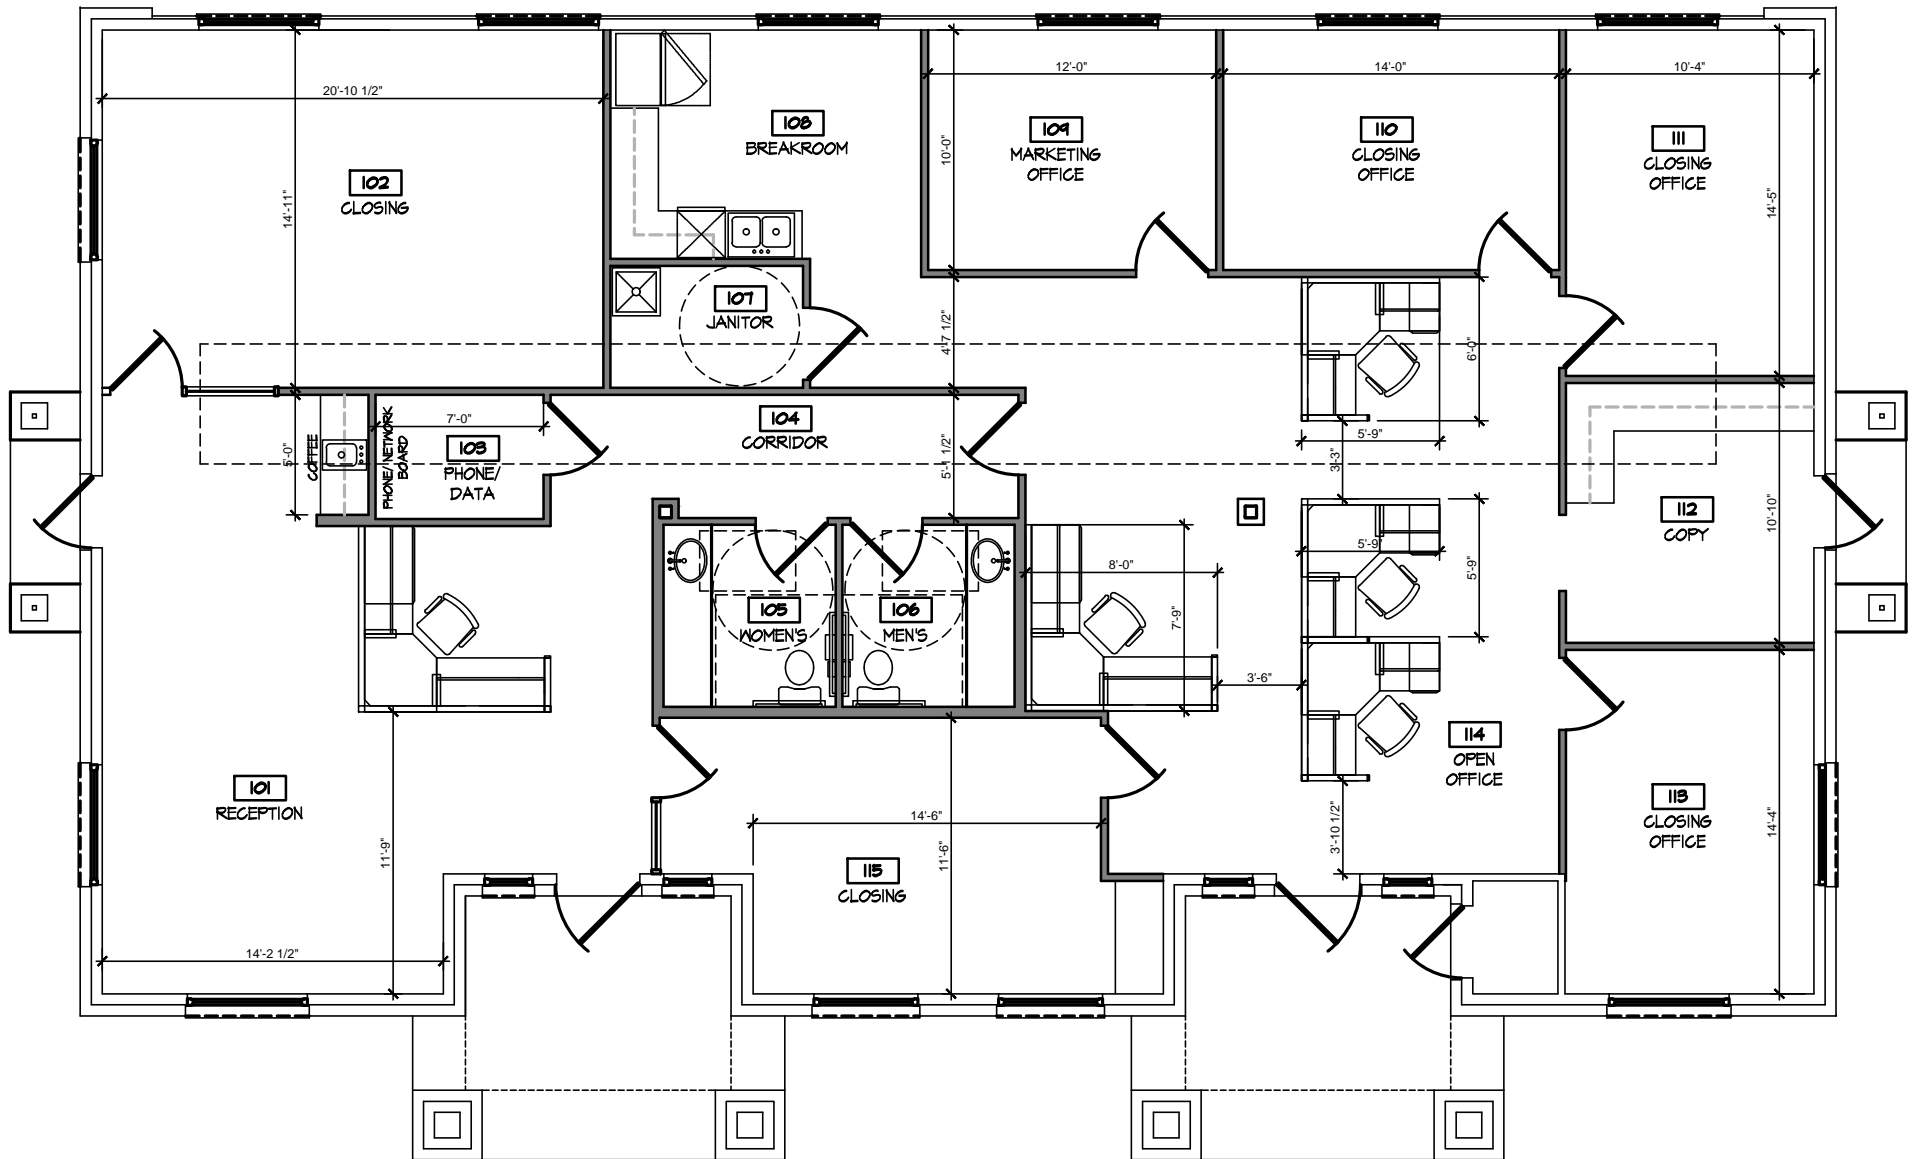 12'-0"
14'-0"
10'-4"
20'-10 1/2"
108
BREAKROOM
10'-0"
109
MARKETING
OFFICE
110
CLOSING
OFFICE
111
CLOSING
OFFICE
102
CLOSING
14'-11"
14'-5"
107
JANITOR
4'-7 1/2"
6'-0"
COFFEE
5'-0"
PHONE/NETWORK
BOARD
7'-0"
103
PHONE/
DATA
104
CORRIDOR
5'-1 1/2"
5'-9"
3'-3"
112
COPY
10'-10"
5'-9"
5'-9"
8'-0"
7'-9"
105
WOMEN'S
106
MEN'S
3'-6"
114
OPEN
OFFICE
101
RECEPTION
113
CLOSING
OFFICE
14'-4"
14'-6"
11'-6"
11'-9"
3'-10 1/2"
115
CLOSING
14'-2 1/2"